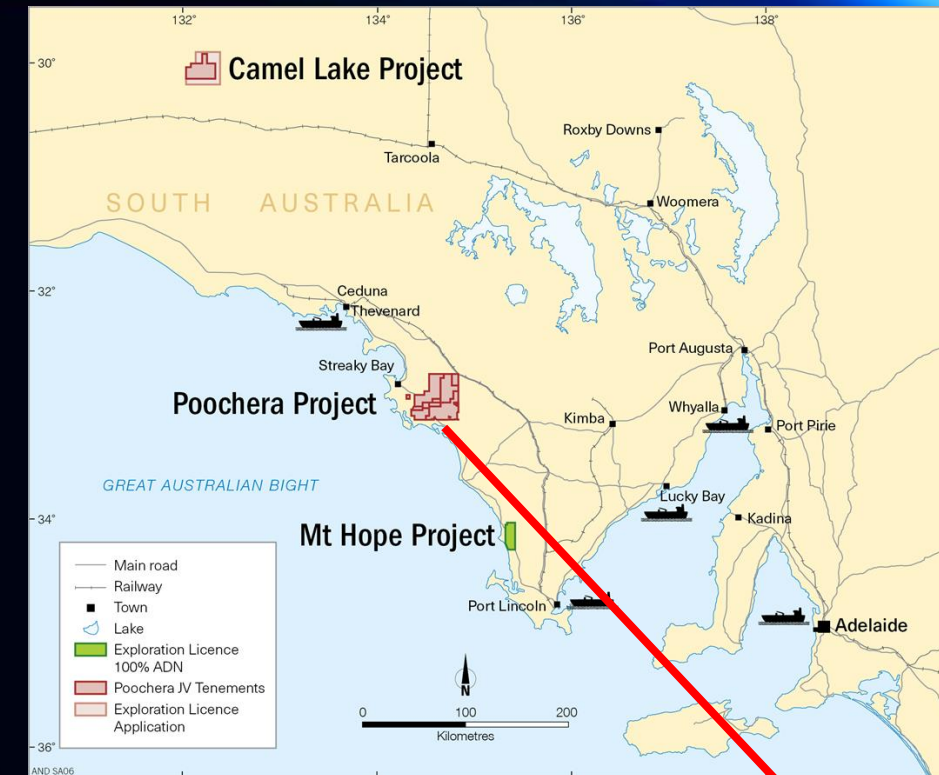 132°
134°
136°
138°
30°
Camel Lake Project
Roxby Downs
Tarcoola
SOUTH AUSTRALIA
Woomera
32°
Ceduna
Thevenard
Port Augusta
Streaky Bay
Poochera Project
Kimba
Whyalla
Port Pirie
GREAT AUSTRALIAN BIGHT
Lucky Bay
34°
Kadina
Mt Hope Project
Main road
Railway
Town
Lake
Exploration Licence
100% ADN
Poochera JV Tenements
Exploration Licence
Application
Port Lincoln
Adelaide
N
0 100 200
Kilometres
36°
AND SA06